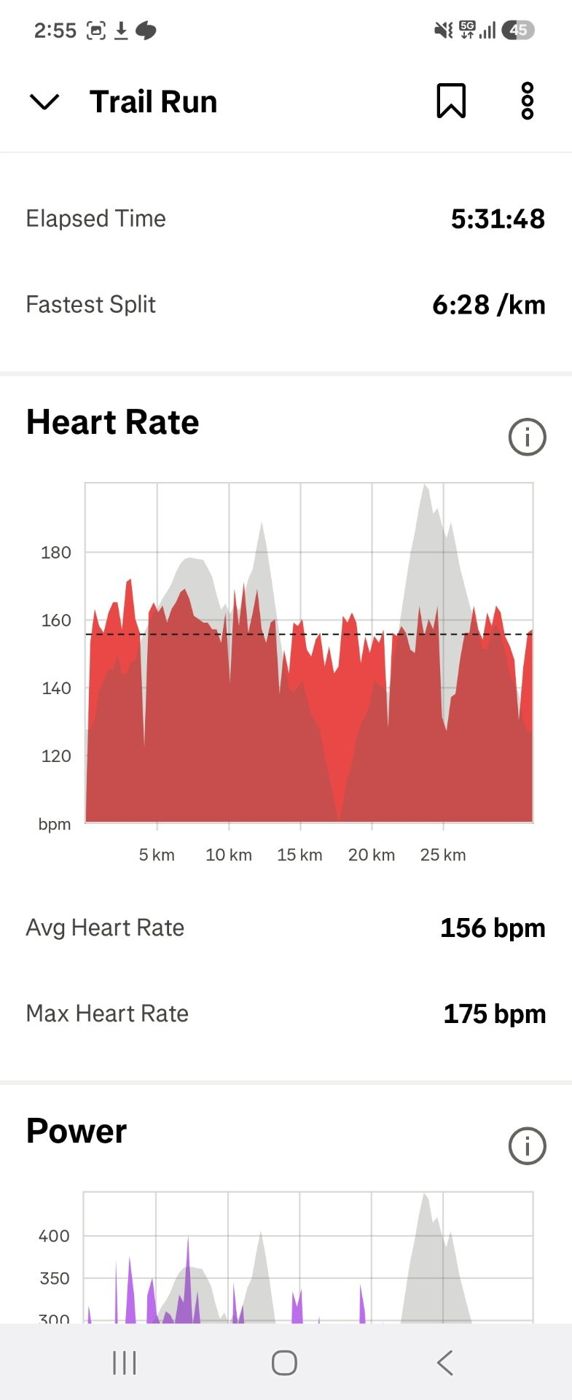 2:55 5G 45
Trail Run
Elapsed Time 5:31:48
Fastest Split 6:28 /km
Heart Rate
180
160
140
120
bpm
5 km 10 km 15 km 20 km 25 km
Avg Heart Rate 156 bpm
Max Heart Rate 175 bpm
Power
400
350
300